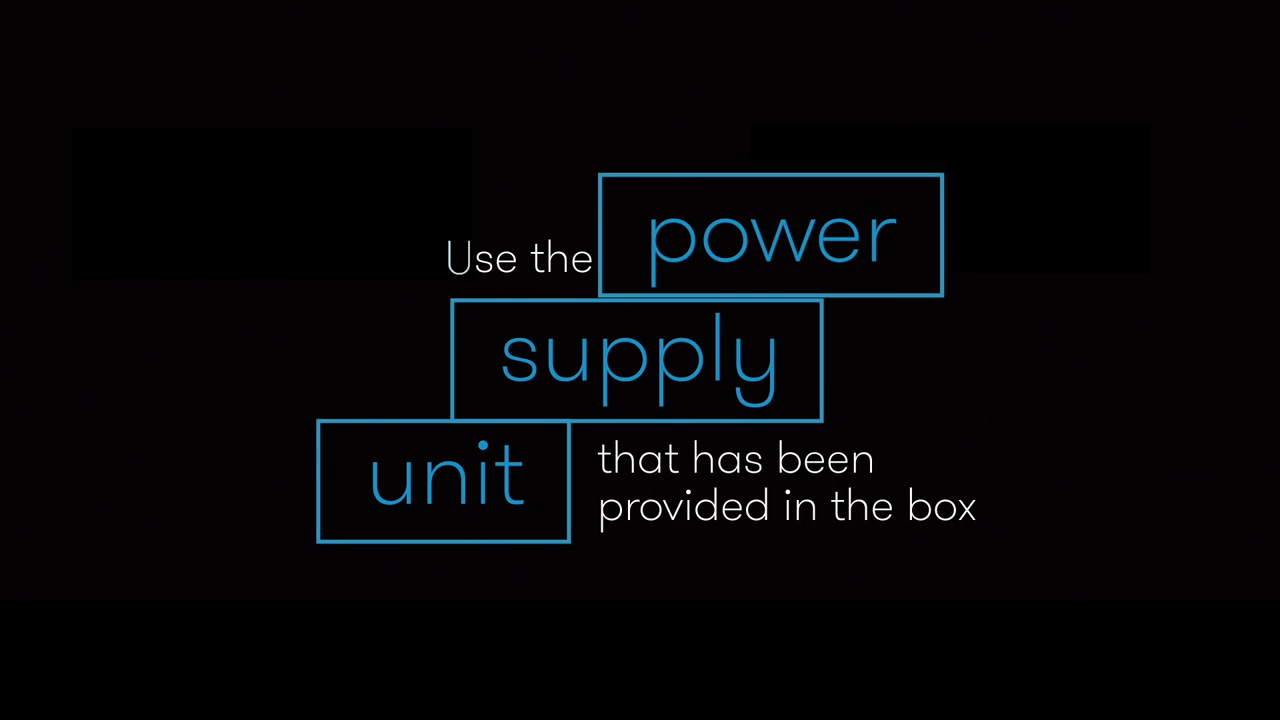 Use the power
supply
unit that has been
provided in the box